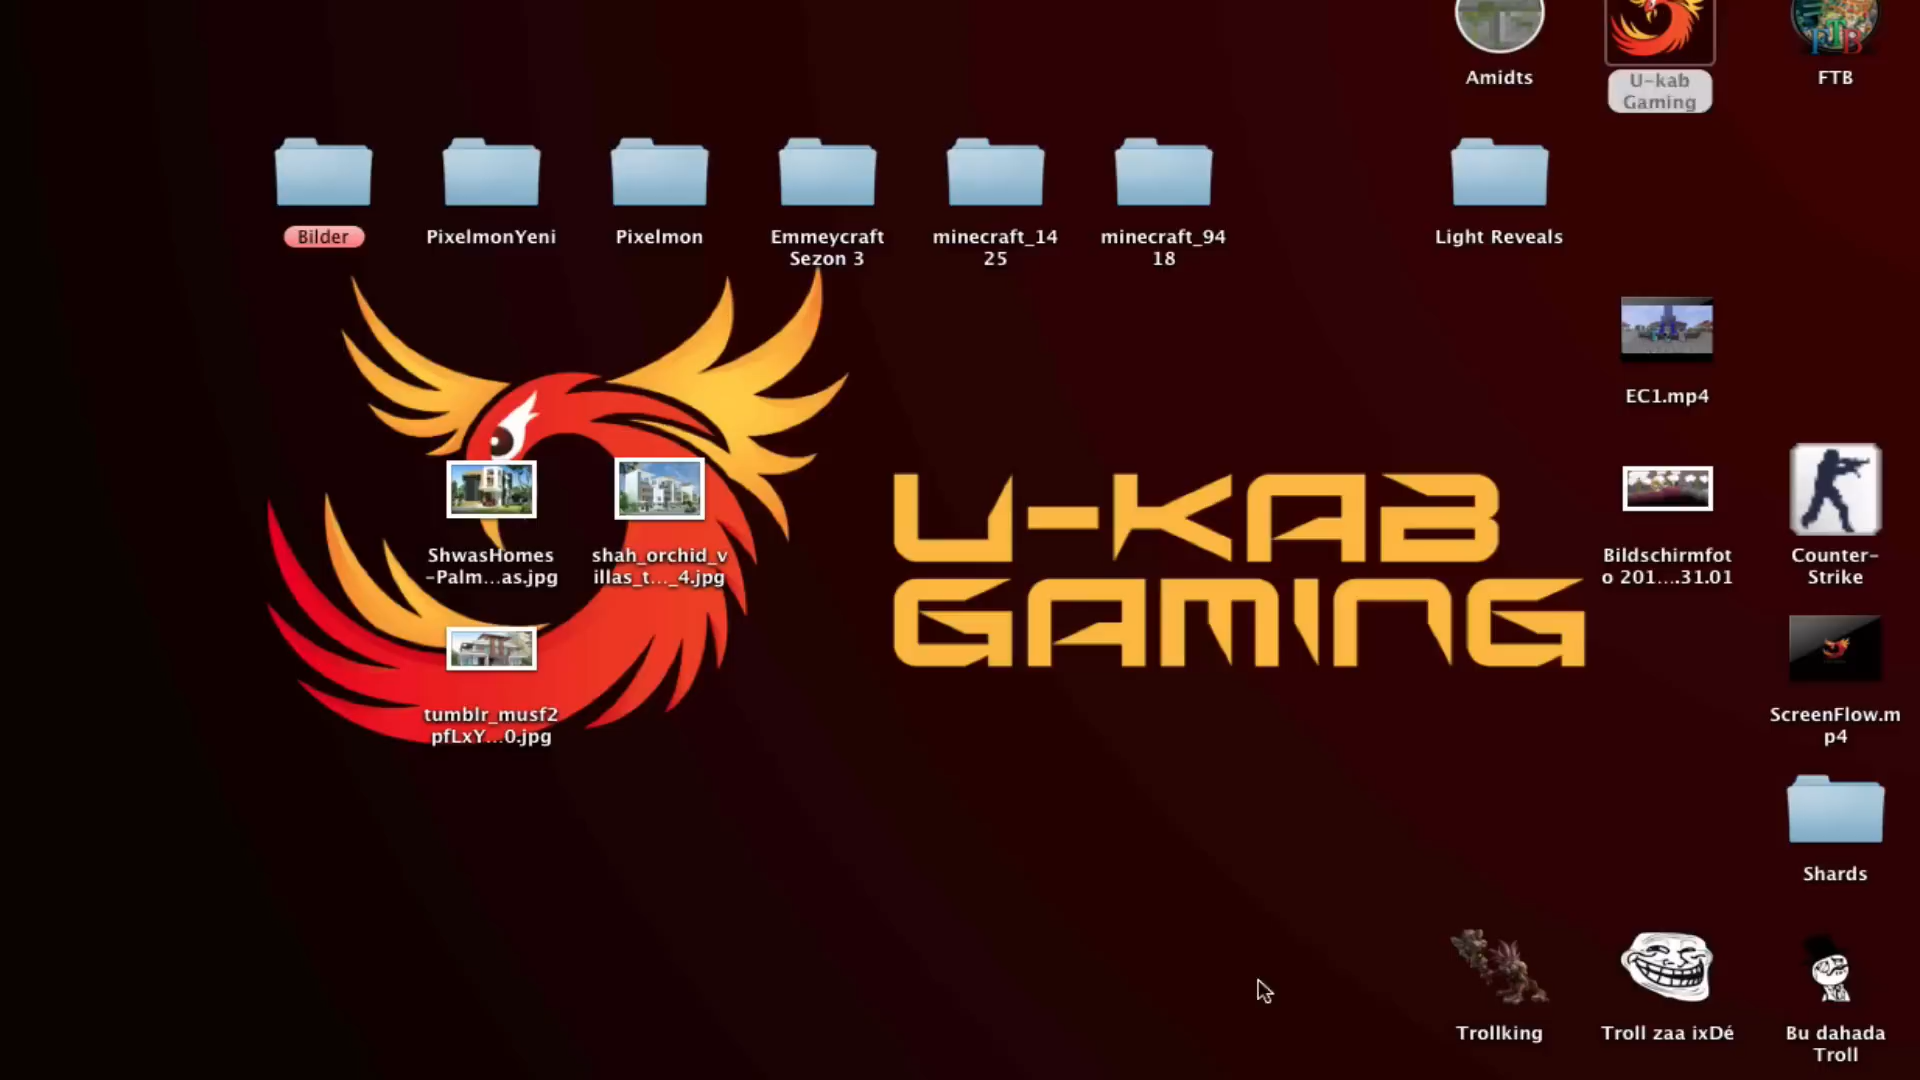 Amidts
U-kab
Gaming
FTB
Bilder
PixelmonYeni
Pixelmon
Emmeycraft
Sezon 3
minecraft_14
25
minecraft_94
18
Light Reveals
EC1.mp4
ShwasHomes
-Palm...as.jpg
shah_orchid_v
illas_t..._4.jpg
U-KAB
GAMING
Bildschirmfot
o 201....31.01
Counter-
Strike
tumblr_musf2
pfLxY...0.jpg
ScreenFlow.m
p4
Shards
Trollking
Troll zaa ixDé
Bu dahada
Troll